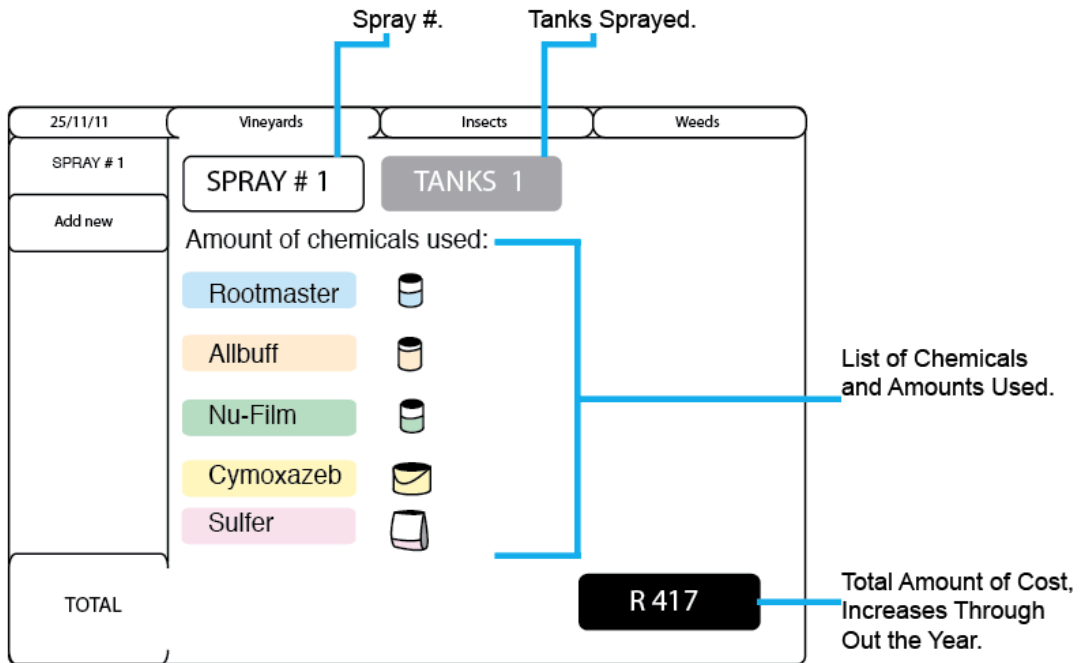 Spray #.
Tanks Sprayed.
25/11/11
Vineyards
Insects
Weeds
SPRAY # 1
Add new
SPRAY # 1
TANKS 1
Amount of chemicals used:
Rootmaster
Allbuff
Nu-Film
Cymoxazeb
Sulfer
List of Chemicals
and Amounts Used.
TOTAL
R 417
Total Amount of Cost,
Increases Through
Out the Year.